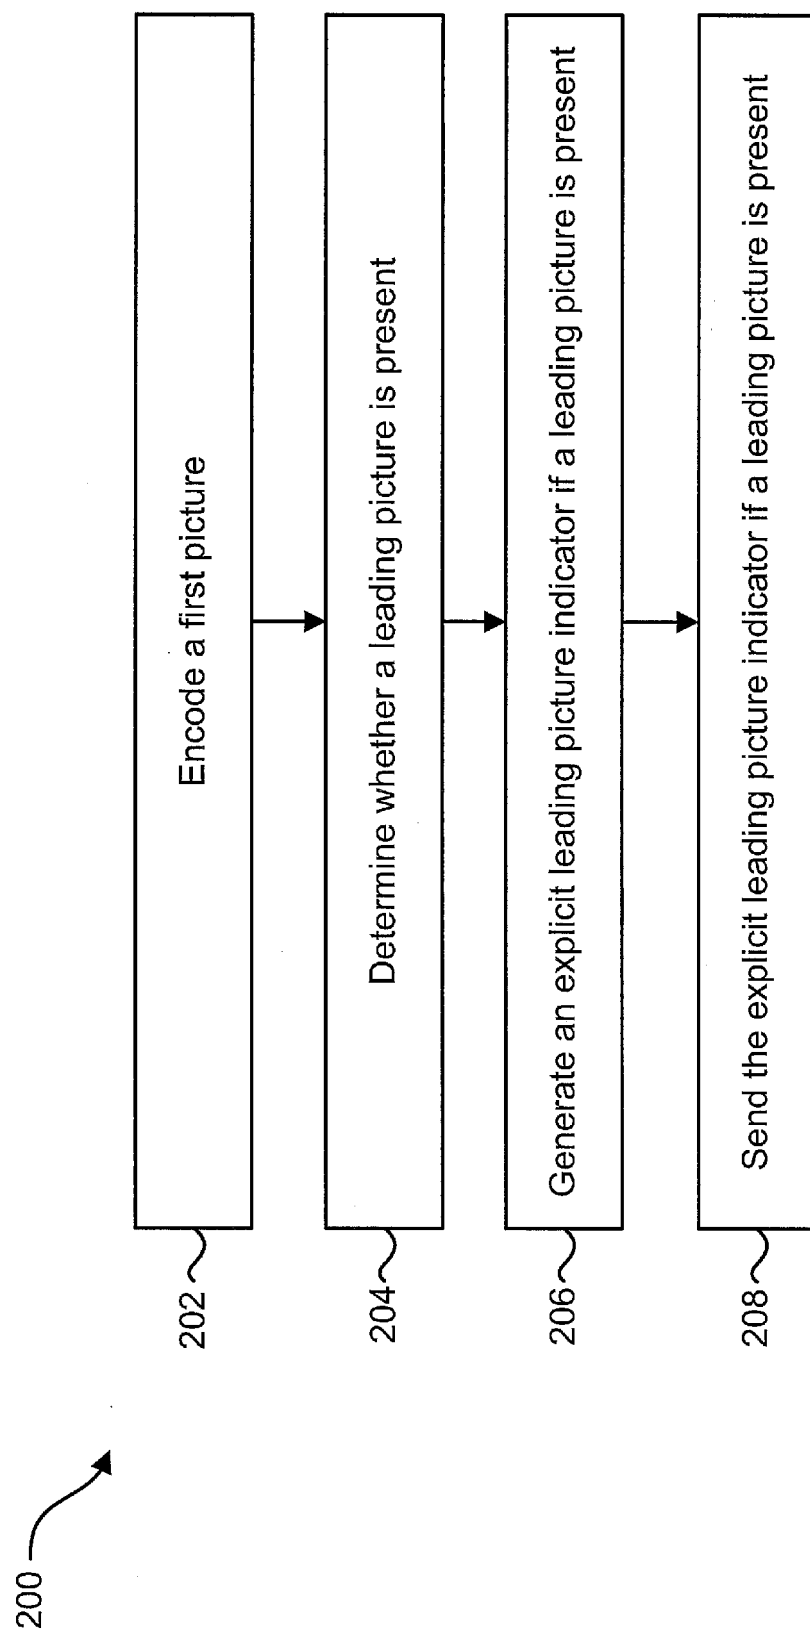 200
202
Encode a first picture
204
Determine whether a leading picture is present
206
Generate an explicit leading picture indicator if a leading picture is present
208
Send the explicit leading picture indicator if a leading picture is present